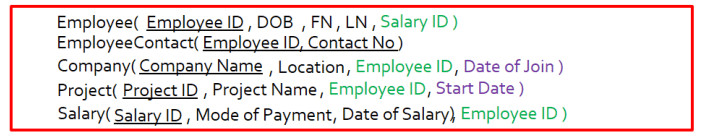 Employee( Employee ID , DOB , FN , LN , Salary ID )
EmployeeContact( Employee ID, Contact No )
Company( Company Name , Location, Employee ID, Date of Join )
Project( Project ID , Project Name, Employee ID, Start Date )
Salary( Salary ID , Mode of Payment, Date of Salary), Employee ID )